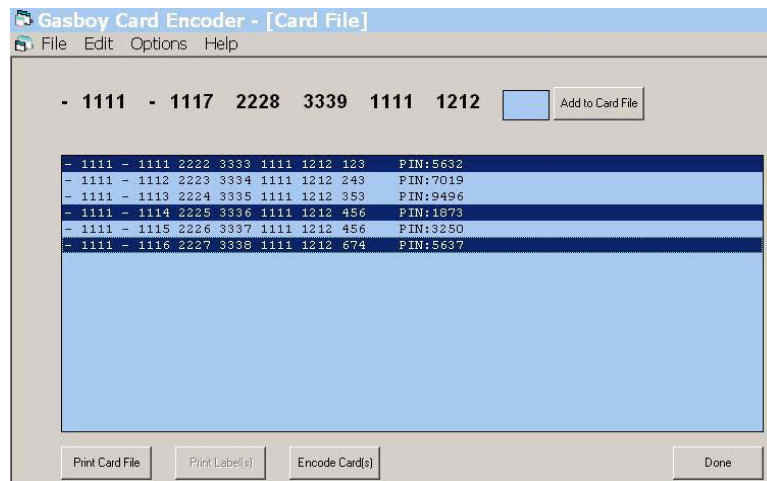 Gasboy Card Encoder - [Card File]
File Edit Options Help
- 1111 - 1117 2228 3339 1111 1212 Add to Card File
- 1111 - 1111 2222 3333 1111 1212 123 PIN:5632
- 1111 - 1112 2223 3334 1111 1212 243 PIN:7019
- 1111 - 1113 2224 3335 1111 1212 353 PIN:9496
- 1111 - 1114 2225 3336 1111 1212 456 PIN:1873
- 1111 - 1115 2226 3337 1111 1212 456 PIN:3250
- 1111 - 1116 2227 3338 1111 1212 674 PIN:5637
Print Card File Print Label(s) Encode Card(s) Done